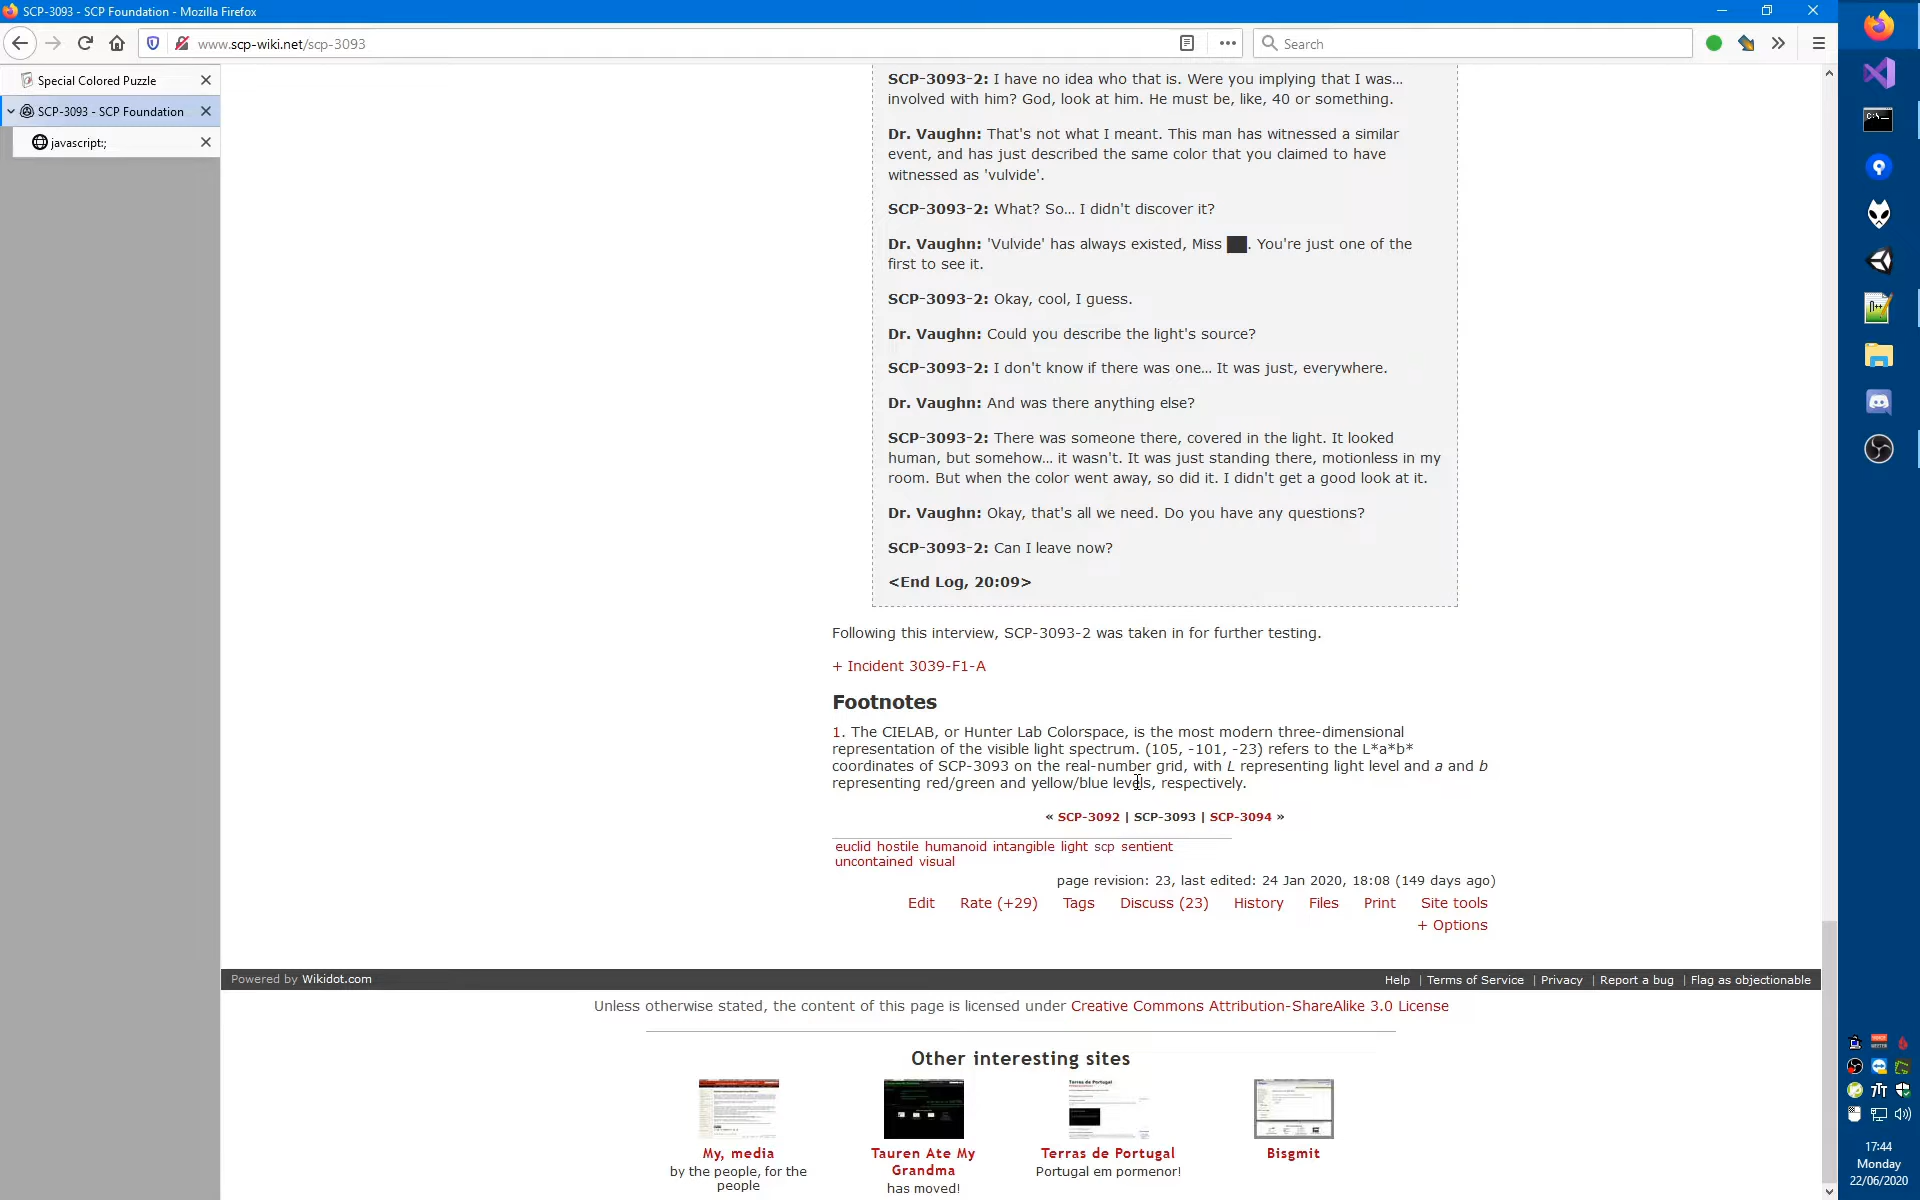 SCP-3093 - SCP Foundation - Mozilla Firefox
www.scp-wiki.net/scp-3093
Search
Special Colored Puzzle
SCP-3093 - SCP Foundation
javascript:;
SCP-3093-2: I have no idea who that is. Were you implying that I was…
involved with him? God, look at him. He must be, like, 40 or something.
Dr. Vaughn: That's not what I meant. This man has witnessed a similar
event, and has just described the same color that you claimed to have
witnessed as 'vulvide'.
SCP-3093-2: What? So… I didn't discover it?
Dr. Vaughn: 'Vulvide' has always existed, Miss ██. You're just one of the
first to see it.
SCP-3093-2: Okay, cool, I guess.
Dr. Vaughn: Could you describe the light's source?
SCP-3093-2: I don't know if there was one… It was just, everywhere.
Dr. Vaughn: And was there anything else?
SCP-3093-2: There was someone there, covered in the light. It looked
human, but somehow… it wasn't. It was just standing there, motionless in my
room. But when the color went away, so did it. I didn't get a good look at it.
Dr. Vaughn: Okay, that's all we need. Do you have any questions?
SCP-3093-2: Can I leave now?
<End Log, 20:09>
Following this interview, SCP-3093-2 was taken in for further testing.
+ Incident 3039-F1-A
Footnotes
1. The CIELAB, or Hunter Lab Colorspace, is the most modern three-dimensional
representation of the visible light spectrum. (105, -101, -23) refers to the L*a*b*
coordinates of SCP-3093 on the real-number grid, with L representing light level and a and b
representing red/green and yellow/blue levels, respectively.
« SCP-3092 | SCP-3093 | SCP-3094 »
euclid hostile humanoid intangible light scp sentient
uncontained visual
page revision: 23, last edited: 24 Jan 2020, 18:08 (149 days ago)
Edit Rate (+29) Tags Discuss (23) History Files Print Site tools
+ Options
Powered by Wikidot.com
Help | Terms of Service | Privacy | Report a bug | Flag as objectionable
Unless otherwise stated, the content of this page is licensed under Creative Commons Attribution-ShareAlike 3.0 License
Other interesting sites
My, media
by the people, for the
people
Tauren Ate My
Grandma
has moved!
Terras de Portugal
Portugal em pormenor!
Bisgmit
17:44
Monday
22/06/2020